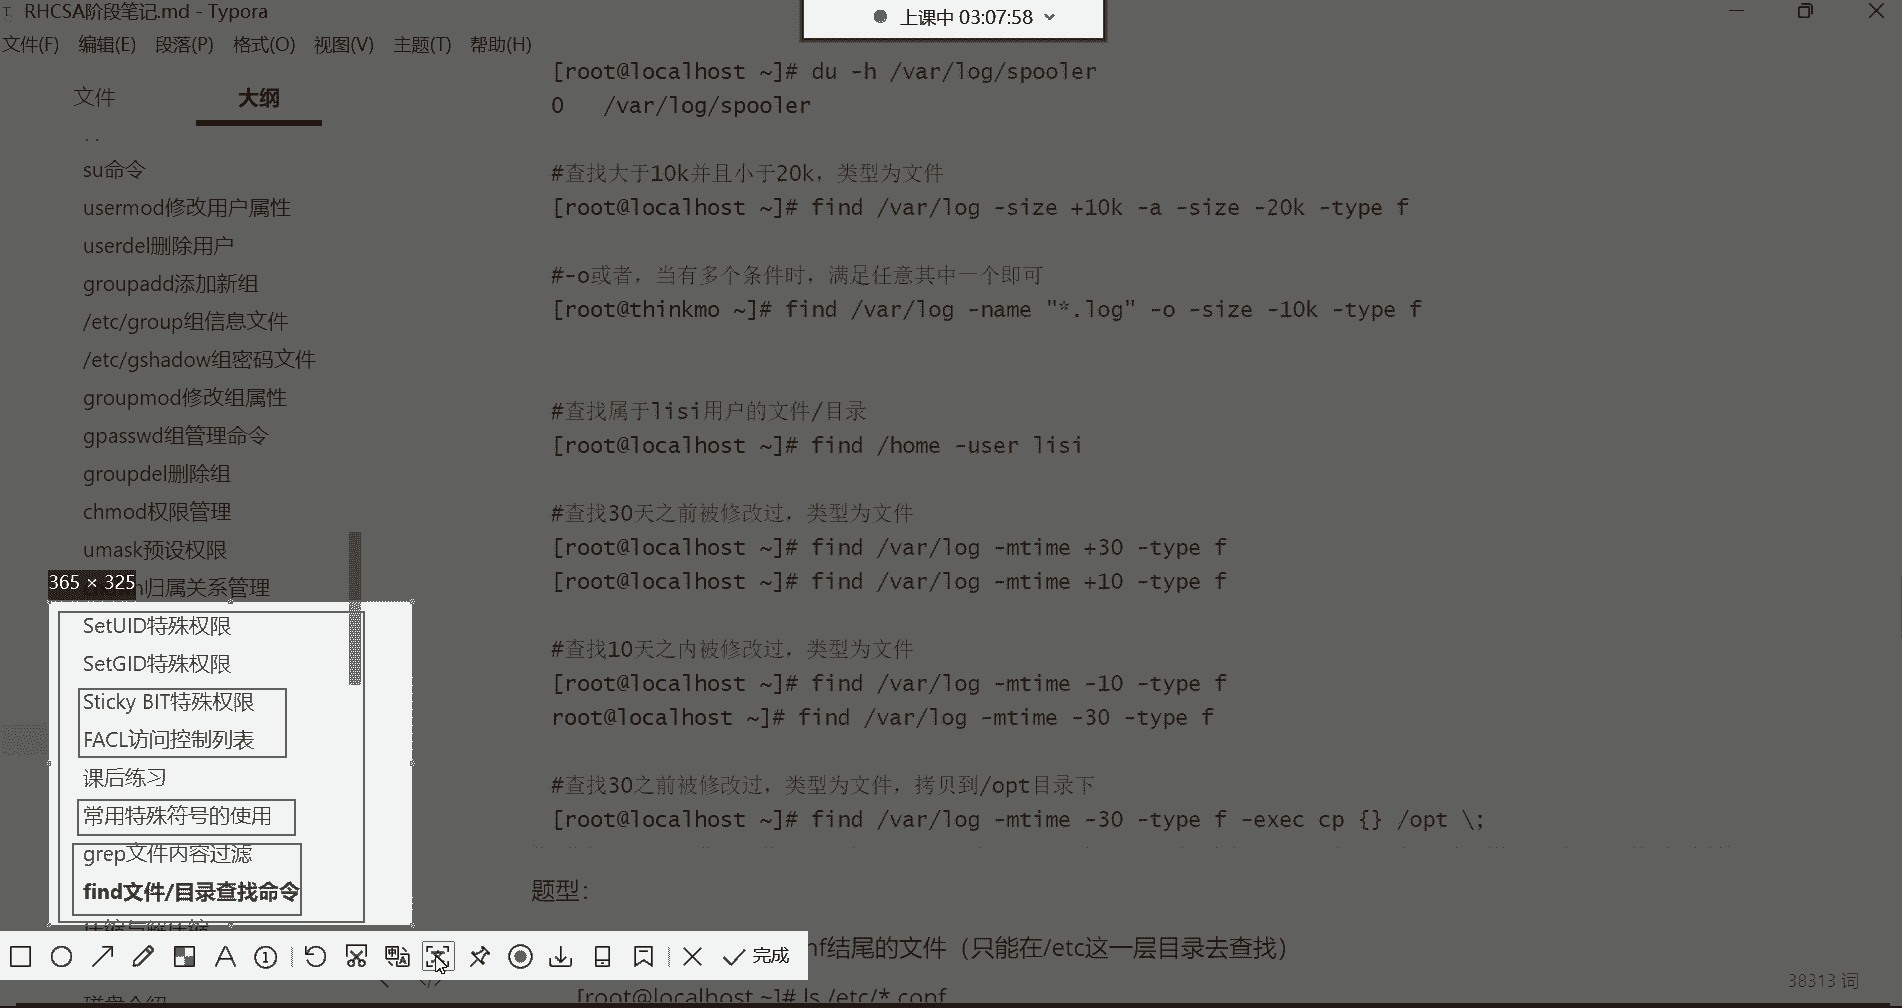 RHCSA阶段笔记.md - Typora
上课中 03:07:58
文件(F) 编辑(E) 段落(P) 格式(O) 视图(V) 主题(T) 帮助(H)
文件 大纲
su命令
usermod修改用户属性
userdel删除用户
groupadd添加新组
/etc/group组信息文件
/etc/gshadow组密码文件
groupmod修改组属性
gpasswd组管理命令
groupdel删除组
chmod权限管理
umask预设权限
归属关系管理
365 × 325
SetUID特殊权限
SetGID特殊权限
Sticky BIT特殊权限
FACL访问控制列表
课后练习
常用特殊符号的使用
grep文件内容过滤
find文件/目录查找命令
[root@localhost ~]# du -h /var/log/spooler
0 /var/log/spooler
#查找大于10k并且小于20k，类型为文件
[root@localhost ~]# find /var/log -size +10k -a -size -20k -type f
#-o或者，当有多个条件时，满足任意其中一个即可
[root@thinkmo ~]# find /var/log -name "*.log" -o -size -10k -type f
#查找属于lisi用户的文件/目录
[root@localhost ~]# find /home -user lisi
#查找30天之前被修改过，类型为文件
[root@localhost ~]# find /var/log -mtime +30 -type f
[root@localhost ~]# find /var/log -mtime +10 -type f
#查找10天之内被修改过，类型为文件
[root@localhost ~]# find /var/log -mtime -10 -type f
root@localhost ~]# find /var/log -mtime -30 -type f
#查找30之前被修改过，类型为文件，拷贝到/opt目录下
[root@localhost ~]# find /var/log -mtime -30 -type f -exec cp {} /opt \;
题型：
nf结尾的文件（只能在/etc这一层目录去查找）
[root@localhost ~]# ls /etc/*.conf
完成
磁盘介绍
38313 词